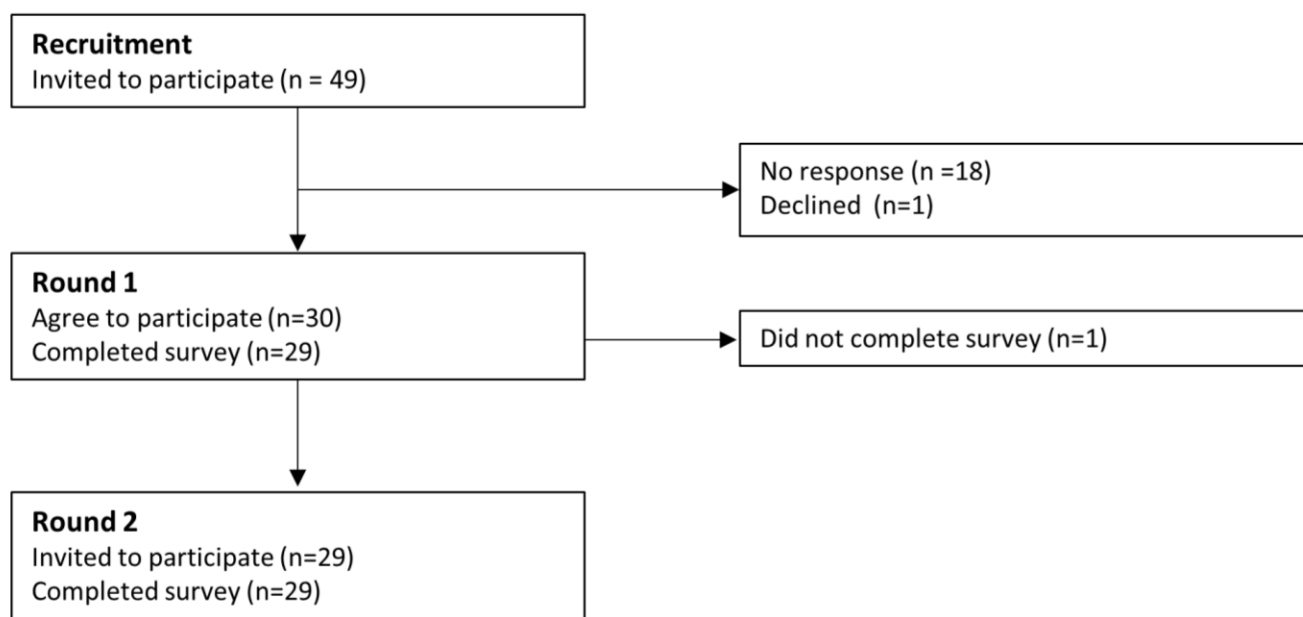 Recruitment
Invited to participate (n = 49)
No response (n =18)
Declined  (n=1)
Round 1
Agree to participate (n=30)
Completed survey (n=29)
Did not complete survey (n=1)
Round 2
Invited to participate (n=29)
Completed survey (n=29)